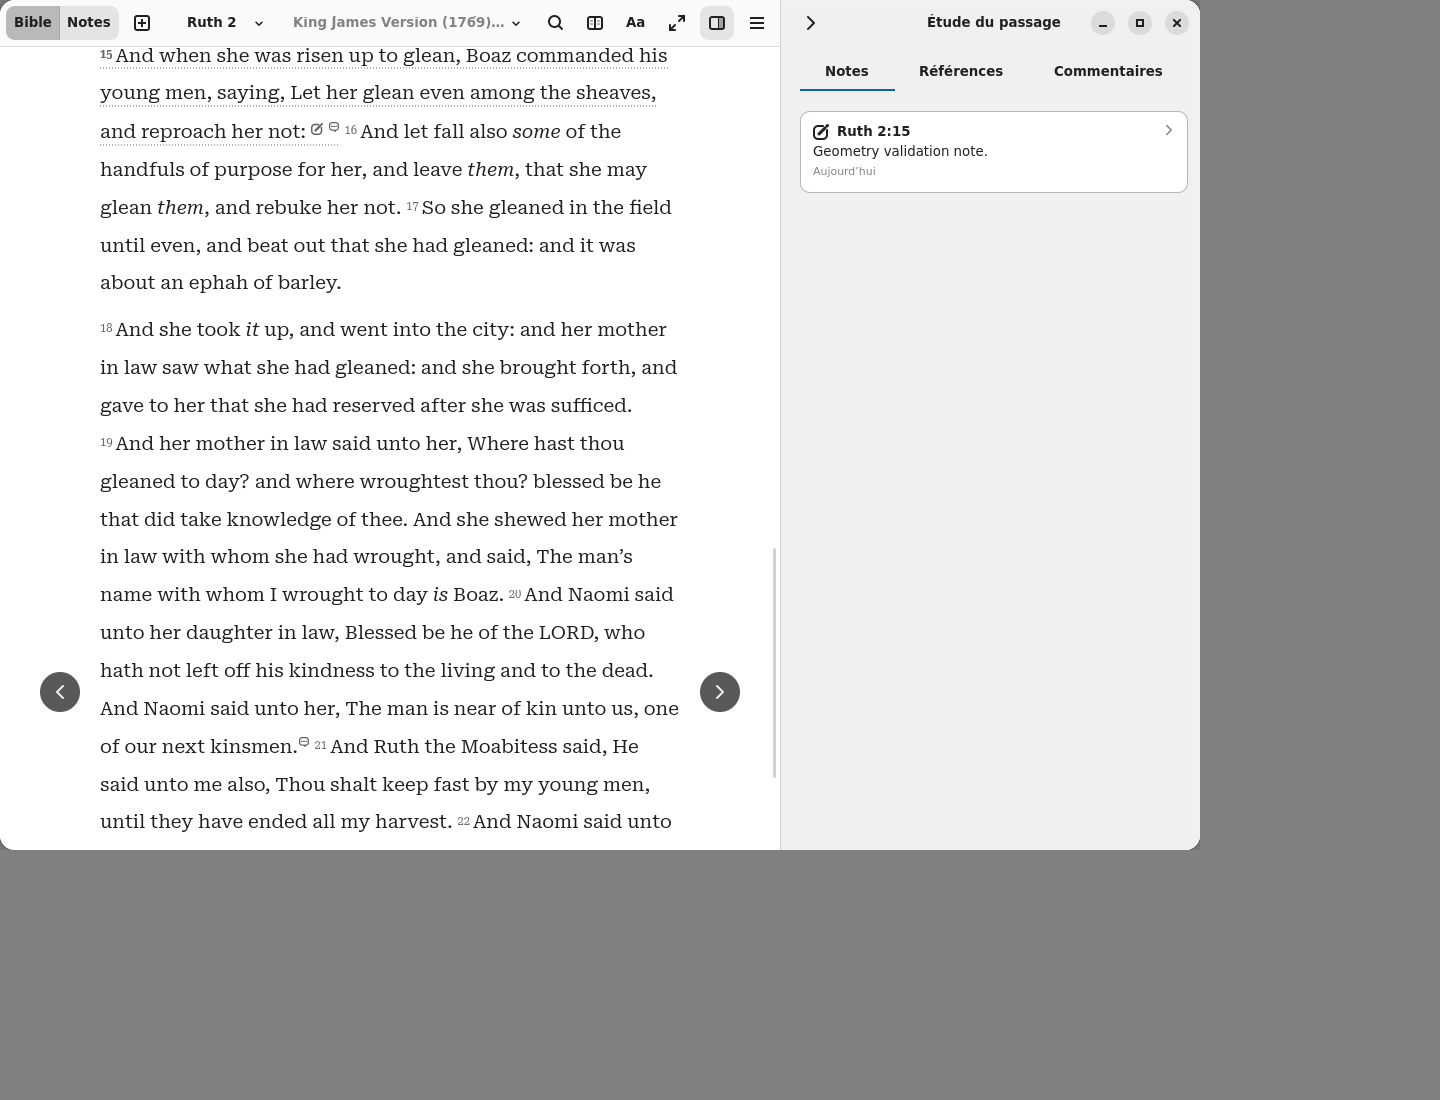 Bible Notes Ruth 2 King James Version (1769)... Aa Étude du passage
Notes Références Commentaires
Ruth 2:15
Geometry validation note.
Aujourd’hui
15 And when she was risen up to glean, Boaz commanded his
young men, saying, Let her glean even among the sheaves,
and reproach her not: 16 And let fall also some of the
handfuls of purpose for her, and leave them, that she may
glean them, and rebuke her not. 17 So she gleaned in the field
until even, and beat out that she had gleaned: and it was
about an ephah of barley.
18 And she took it up, and went into the city: and her mother
in law saw what she had gleaned: and she brought forth, and
gave to her that she had reserved after she was sufficed.
19 And her mother in law said unto her, Where hast thou
gleaned to day? and where wroughtest thou? blessed be he
that did take knowledge of thee. And she shewed her mother
in law with whom she had wrought, and said, The man’s
name with whom I wrought to day is Boaz. 20 And Naomi said
unto her daughter in law, Blessed be he of the LORD, who
hath not left off his kindness to the living and to the dead.
And Naomi said unto her, The man is near of kin unto us, one
of our next kinsmen. 21 And Ruth the Moabitess said, He
said unto me also, Thou shalt keep fast by my young men,
until they have ended all my harvest. 22 And Naomi said unto